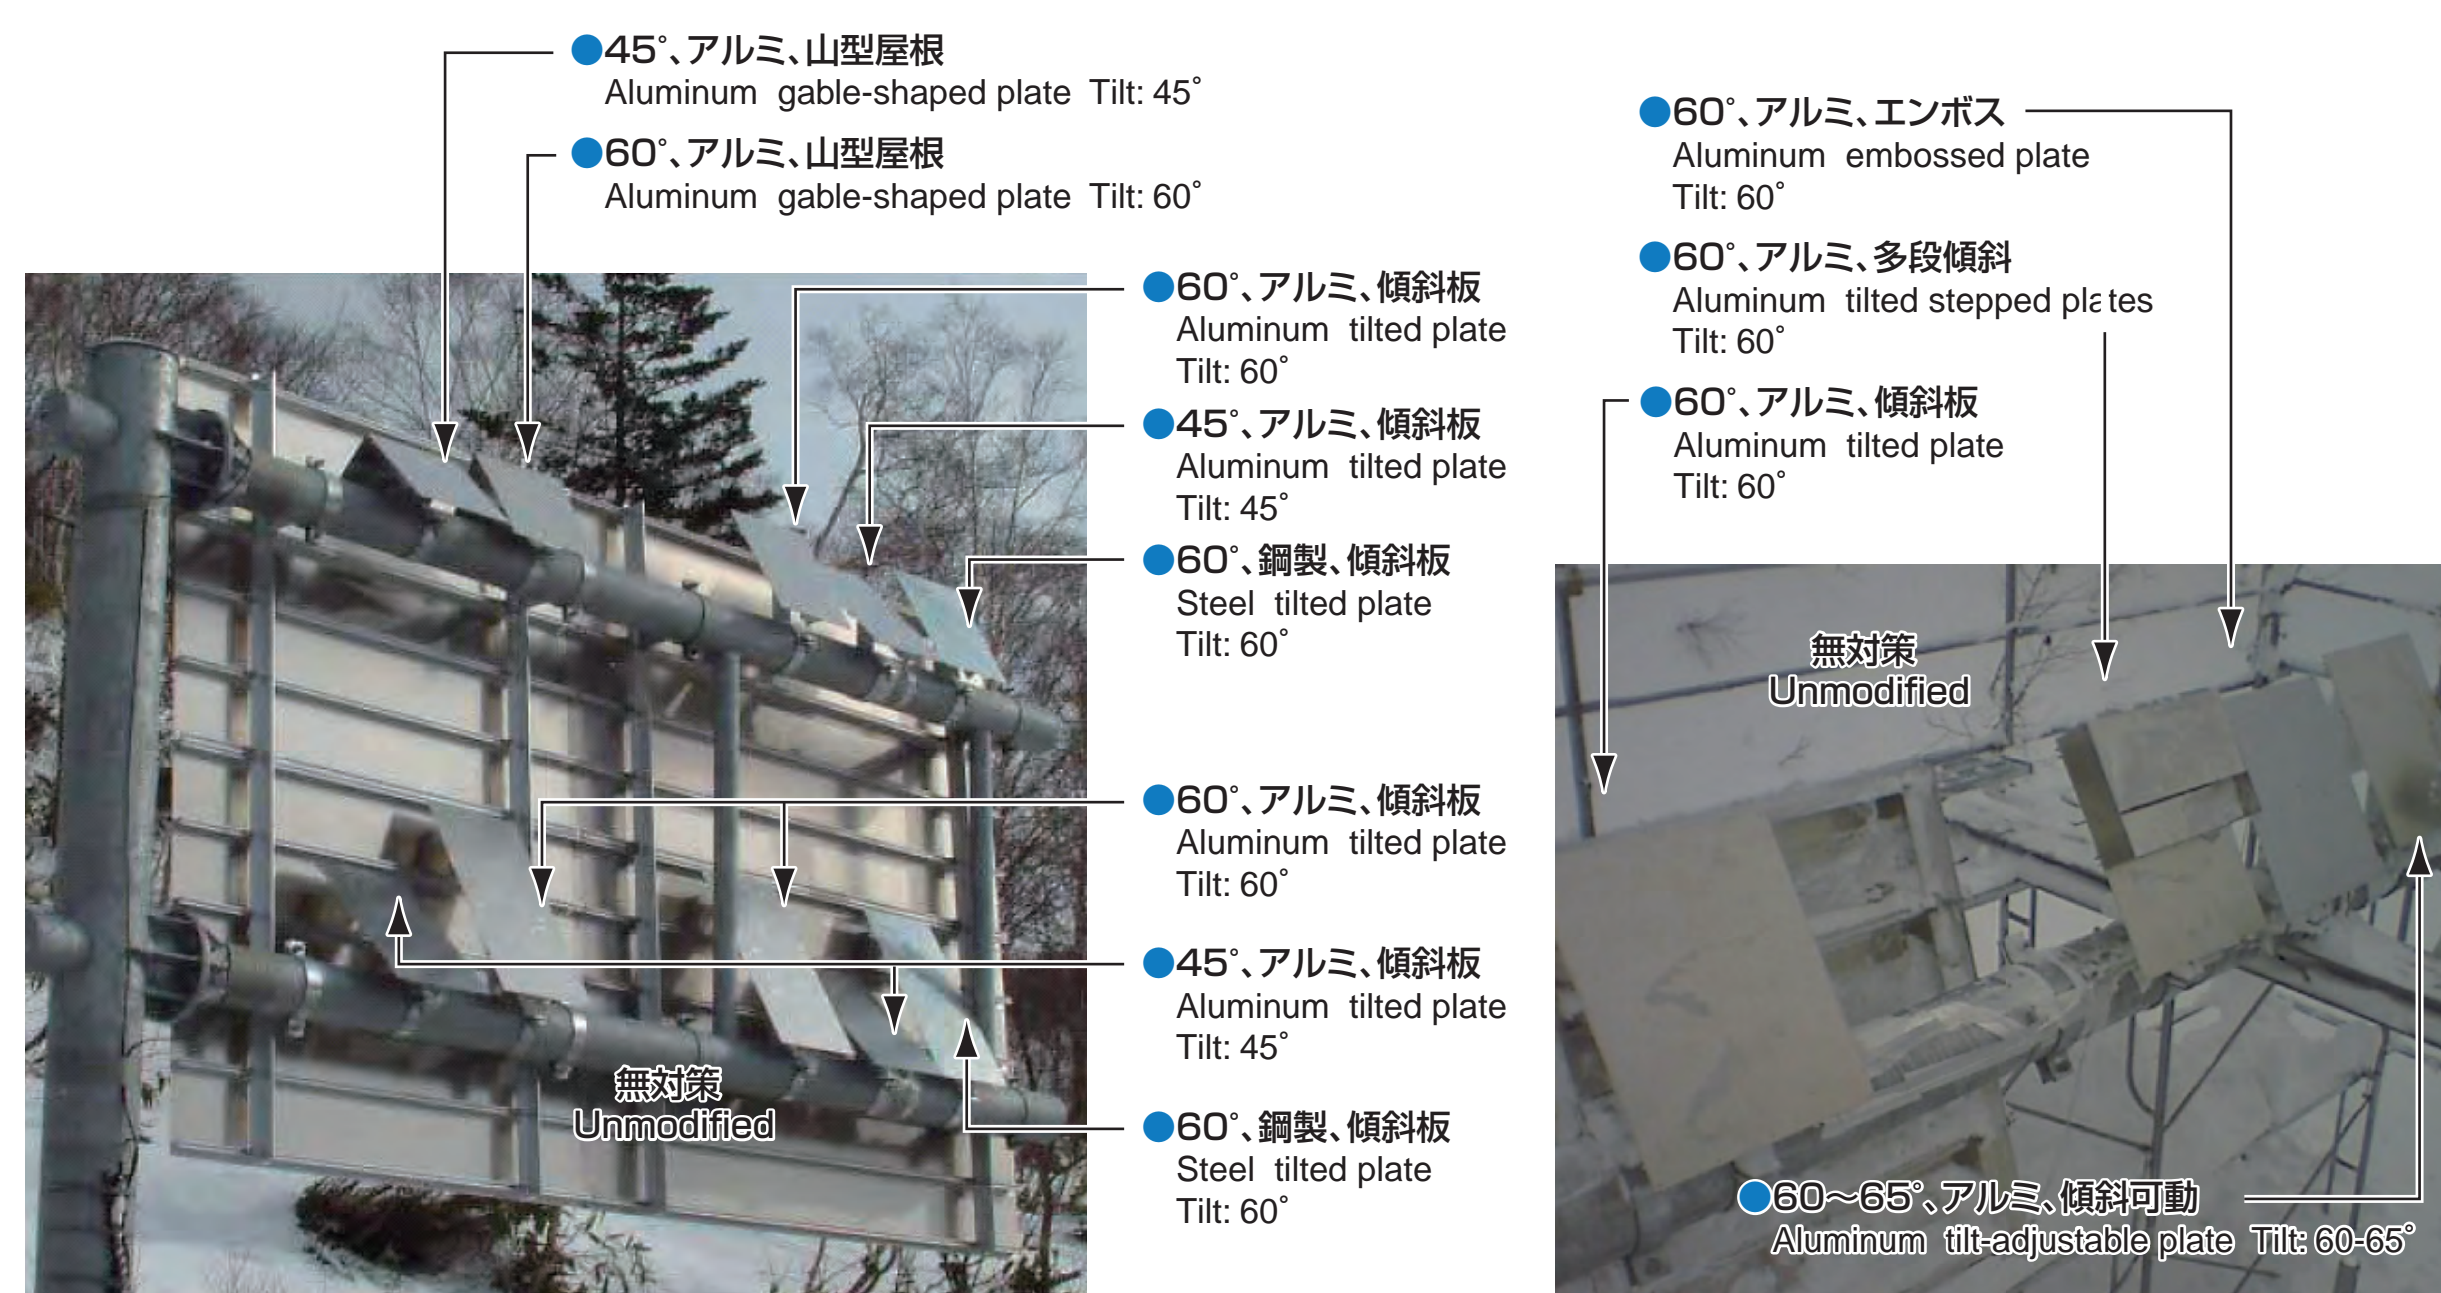 ●45°、アルミ、山型屋根
Aluminum gable-shaped plate Tilt: 45°
●60°、アルミ、山型屋根
Aluminum gable-shaped plate Tilt: 60°
●60°、アルミ、傾斜板
Aluminum tilted plate
Tilt: 60°
●45°、アルミ、傾斜板
Aluminum tilted plate
Tilt: 45°
●60°、鋼製、傾斜板
Steel tilted plate
Tilt: 60°
●60°、アルミ、傾斜板
Aluminum tilted plate
Tilt: 60°
●45°、アルミ、傾斜板
Aluminum tilted plate
Tilt: 45°
●60°、鋼製、傾斜板
Steel tilted plate
Tilt: 60°
無対策
Unmodified
●60°、アルミ、エンボス
Aluminum embossed plate
Tilt: 60°
●60°、アルミ、多段傾斜
Aluminum tilted stepped plates
Tilt: 60°
●60°、アルミ、傾斜板
Aluminum tilted plate
Tilt: 60°
無対策
Unmodified
●60～65°、アルミ、傾斜可動
Aluminum tilt-adjustable plate Tilt: 60-65°